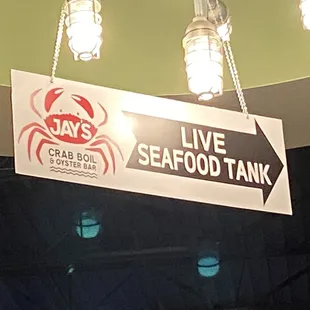 JAY'S
CRAB BOIL
& OYSTER BAR
LIVE
SEAFOOD TANK